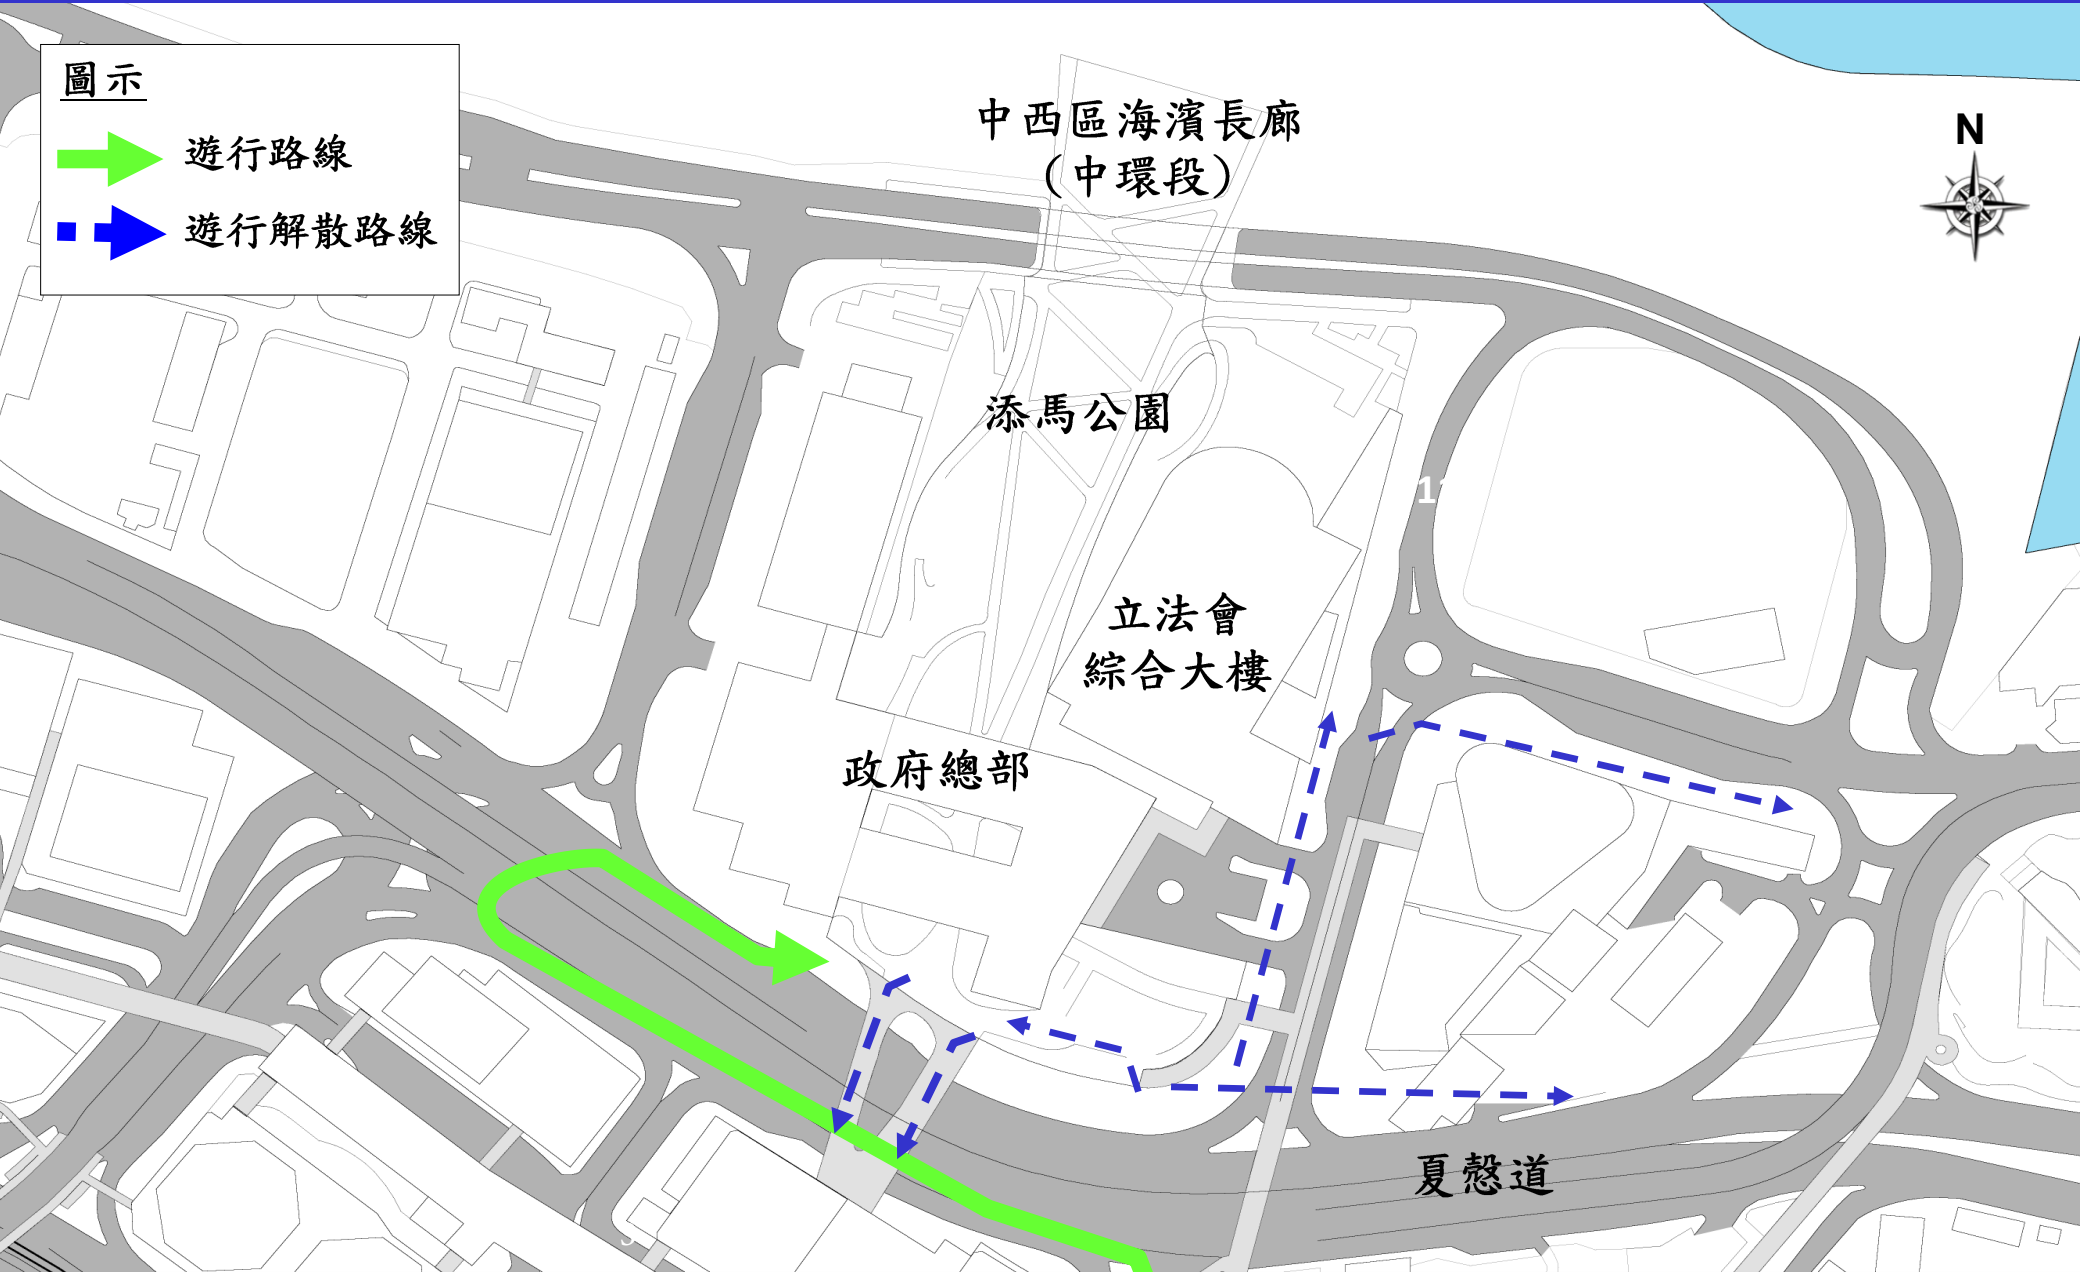 圖示
遊行路線
遊行解散路線
中西區海濱長廊
(中環段)
N
添馬公園
立法會
綜合大樓
政府總部
夏慤道